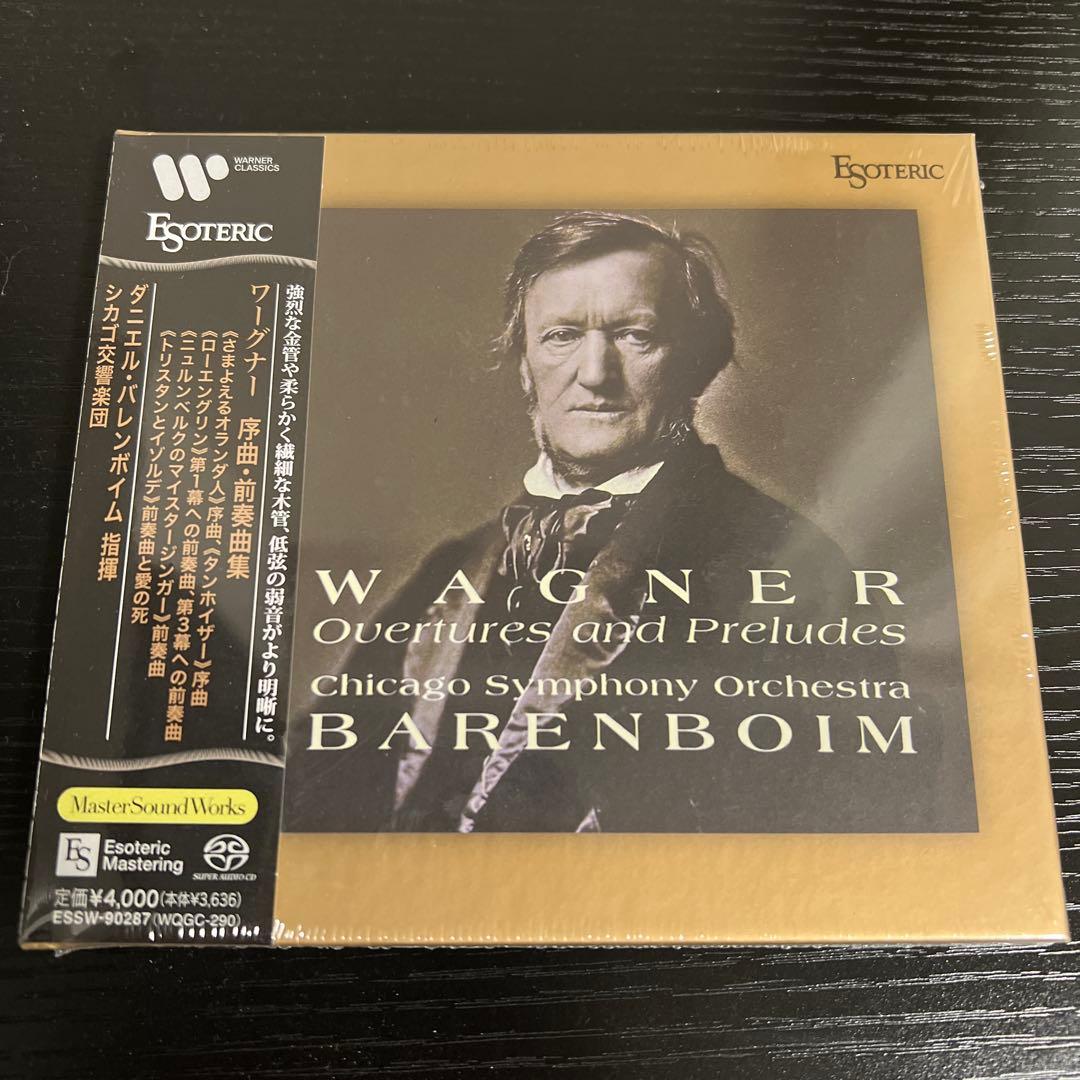 WARNER
CLASSICS
ESOTERIC
強烈な金管や柔らかく繊細な木管、低弦の弱音がより明晰に。
ワーグナー 序曲・前奏曲集
《さまよえるオランダ人》序曲、《タンホイザー》序曲
《ローエングリン》第1幕への前奏曲、第3幕への前奏曲
《ニュルンベルクのマイスタージンガー》前奏曲
《トリスタンとイゾルデ》前奏曲と愛の死
ダニエル・バレンボイム 指揮
シカゴ交響楽団
MasterSoundWorks
ES
Esoteric
Mastering
SUPER AUDIO CD
定価¥4,000(本体¥3,636)
ESSW-90287(WQGC-290)
ESOTERIC
WAGNER
Overtures and Preludes
Chicago Symphony Orchestra
BARENBOIM